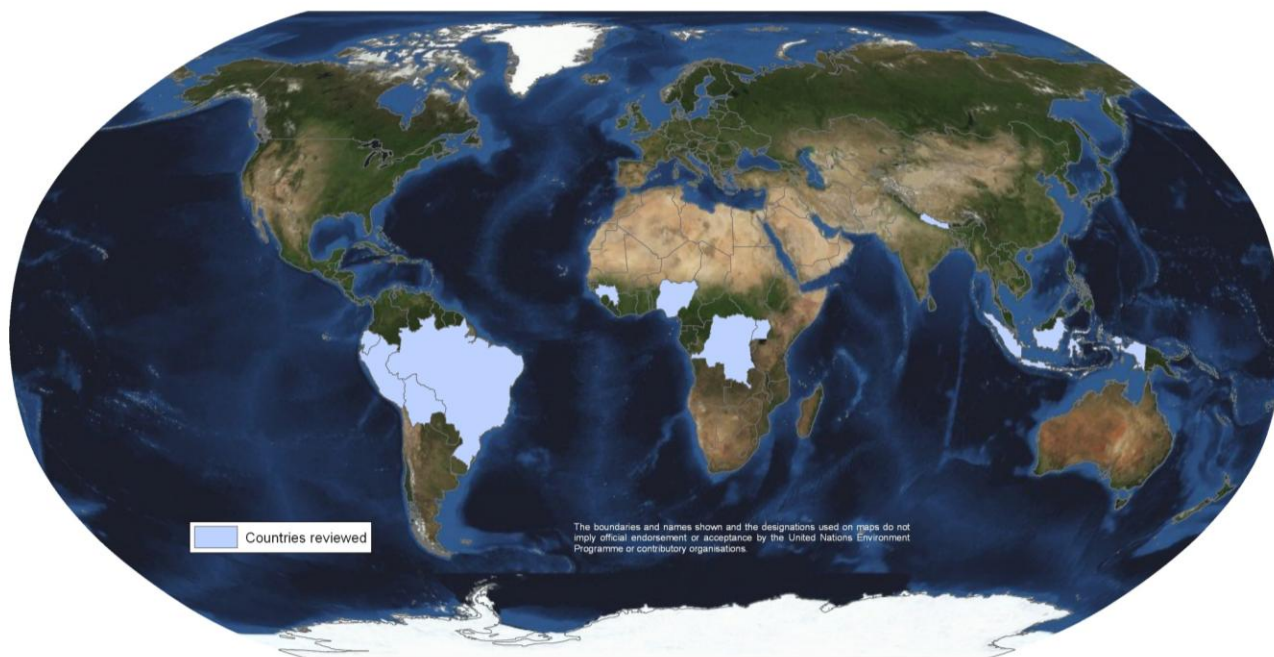 Countries reviewed
The boundaries and names shown and the designations used on maps do not
imply official endorsement or acceptance by the United Nations Environment
Programme or contributory organisations.